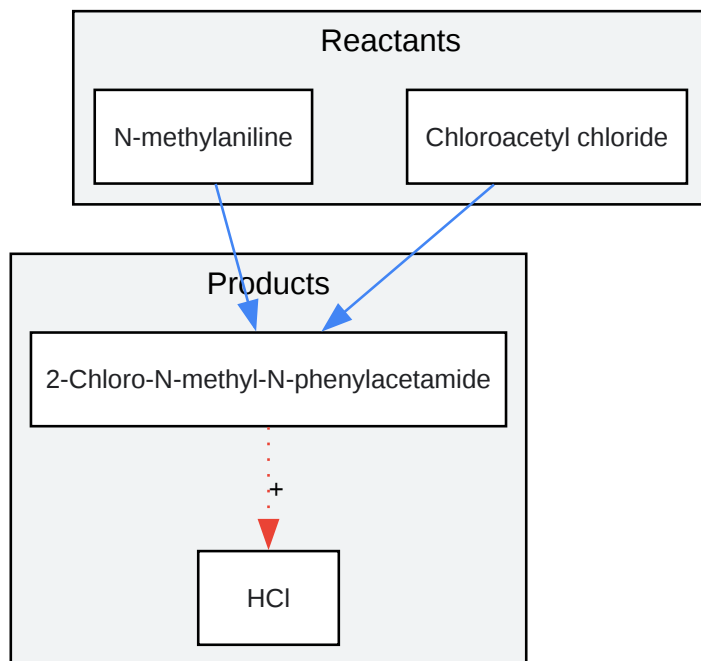 Reactants
N-methylaniline
Chloroacetyl chloride
Products
2-Chloro-N-methyl-N-phenylacetamide
+
HCl